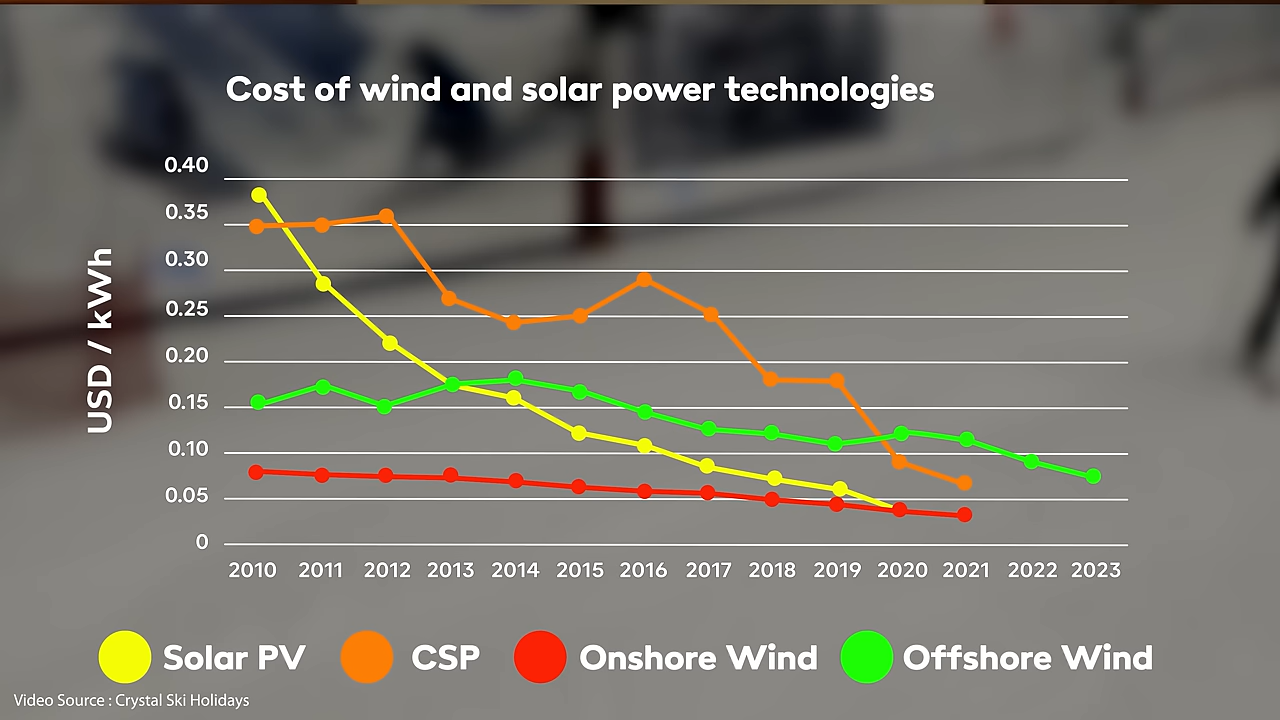 Cost of wind and solar power technologies
0.40
0.35
0.30
0.25
0.20
0.15
0.10
0.05
0
USD / kWh
2010 2011 2012 2013 2014 2015 2016 2017 2018 2019 2020 2021 2022 2023
Solar PV CSP Onshore Wind Offshore Wind
Video Source : Crystal Ski Holidays